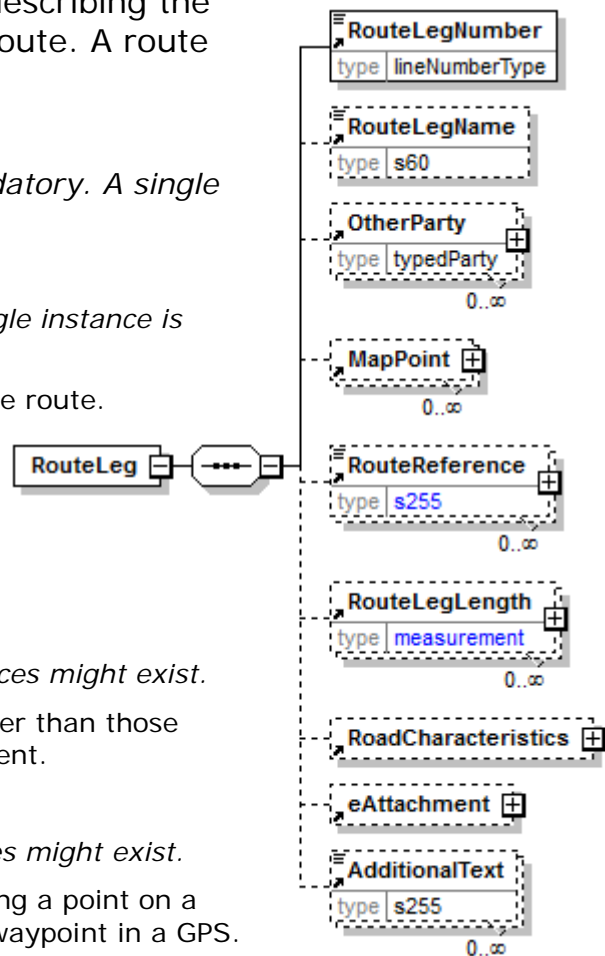 describing the
oute. A route
datory. A single
gle instance is
e route.
ces might exist.
er than those
ent.
es might exist.
ng a point on a
waypoint in a GPS.
RouteLeg
RouteLegNumber
type lineNumberType
RouteLegName
type s60
OtherParty
type typedParty
0..∞
MapPoint
0..∞
RouteReference
type s255
0..∞
RouteLegLength
type measurement
0..∞
RoadCharacteristics
eAttachment
AdditionalText
type s255
0..∞